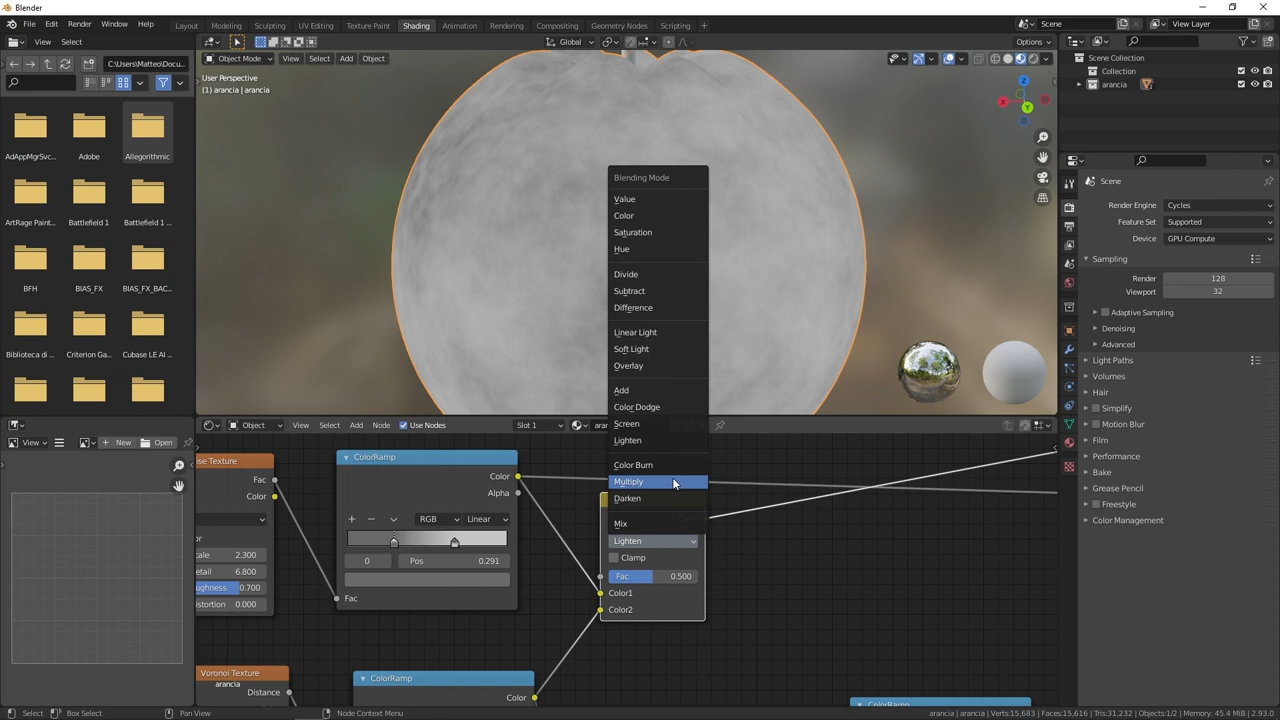 Blender
File Edit Render Window Help
Layout Modeling Sculpting UV Editing Texture Paint Shading Animation Rendering Compositing Geometry Nodes Scripting +
Scene
View Layer
View Select
Global
Options
C:\Users\Matteo\Docu...
Object Mode View Select Add Object
User Perspective
(1) arancia | arancia
X
Y
Z
AdAppMgrSvc...
Adobe
Allegorithmic
ArtRage Paint...
Battlefield 1
Battlefield 1 ...
BFH
BIAS_FX
BIAS_FX_BAC...
Biblioteca di ...
Criterion Ga...
Cubase LE AI ...
Scene Collection
Collection
arancia
Scene
Render Engine Cycles
Feature Set Supported
Device GPU Compute
Sampling
Render 128
Viewport 32
Adaptive Sampling
Denoising
Advanced
Light Paths
Volumes
Hair
Simplify
Motion Blur
Film
Performance
Bake
Grease Pencil
Freestyle
Color Management
Blending Mode
Value
Color
Saturation
Hue
Divide
Subtract
Difference
Linear Light
Soft Light
Overlay
Add
Color Dodge
Screen
Lighten
Color Burn
Multiply
Darken
Mix
Lighten
Clamp
Fac 0.500
Color1
Color2
View
New
Open
Object View Select Add Node Use Nodes Slot 1
ise Texture
Fac
Color
cale 2.300
etail 6.800
ughness 0.700
istortion 0.000
ColorRamp
Color
Alpha
RGB Linear
0 Pos 0.291
Fac
Voronoi Texture
arancia
Distance
ColorRamp
Color
ColorRamp
Select Box Select Pan View Node Context Menu
arancia | arancia | Verts:15,683 | Faces:15,616 | Tris:31,232 | Objects:1/2 | Memory: 45.4 MiB | 2.93.0